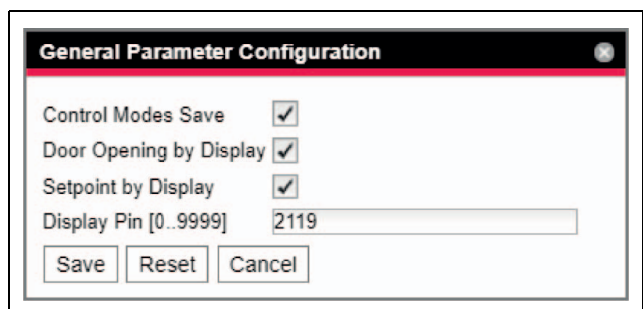 General Parameter Configuration
Control Modes Save
Door Opening by Display
Setpoint by Display
Display Pin [0..9999] 2119
Save Reset Cancel